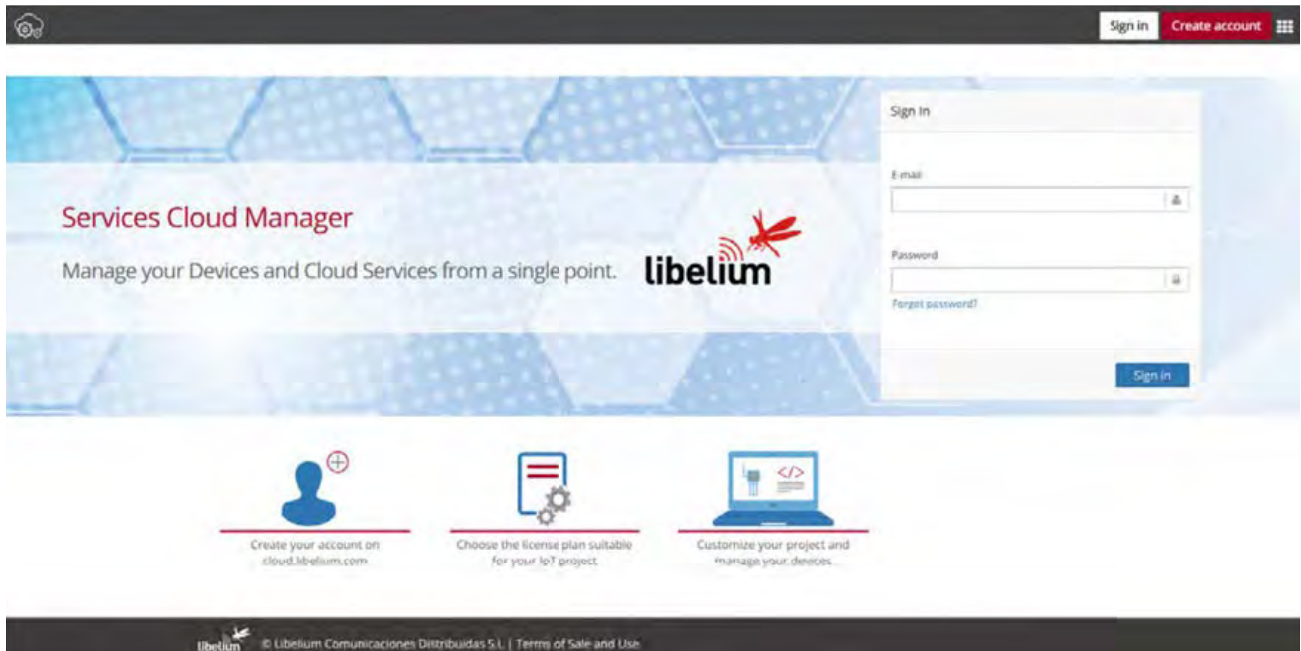 Sign in
Create account
Sign In
E-mail
Password
Forgot password?
Sign in
Services Cloud Manager
Manage your Devices and Cloud Services from a single point.
libelium
</>
Create your account on
cloud.libelium.com
Choose the license plan suitable
for your IoT project
Customize your project and
manage your devices
libelium
© Libelium Comunicaciones Distribuidas S.L. | Terms of Sale and Use